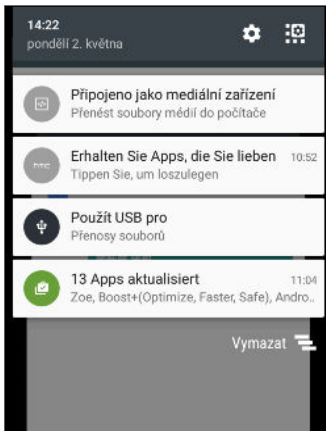 14:22
pondělí 2. května
Připojeno jako mediální zařízení
Přenést soubory médií do počítače
hTC
Erhalten Sie Apps, die Sie lieben 10:52
Tippen Sie, um loszulegen
Použít USB pro
Přenosy souborů
13 Apps aktualisiert 11:04
Zoe, Boost+(Optimize, Faster, Safe), Andro..
Vymazat